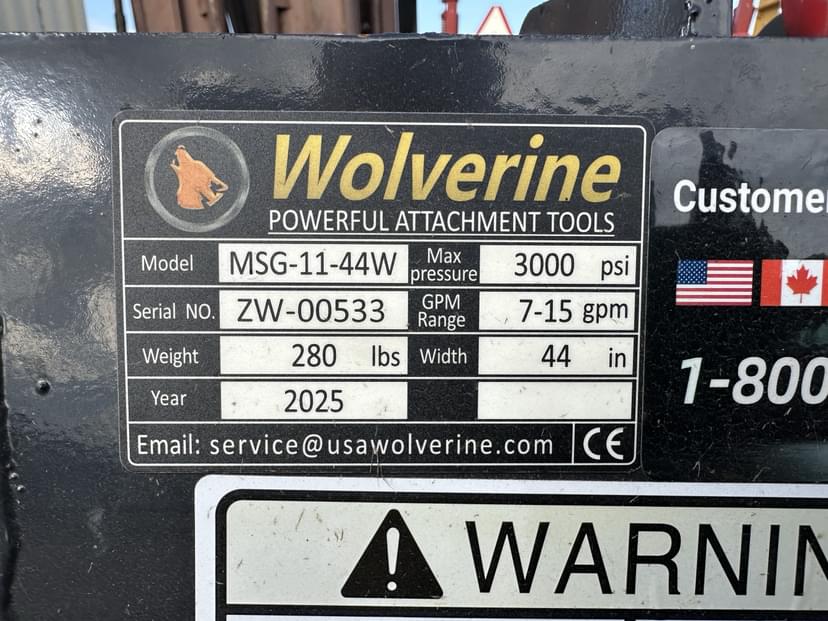 Wolverine
POWERFUL ATTACHMENT TOOLS
Model MSG-11-44W Max pressure 3000 psi
Serial NO. ZW-00533 GPM Range 7-15 gpm
Weight 280 lbs Width 44 in
Year 2025
Email: service@usawolverine.com CE
Custome
1-800
WARNIN